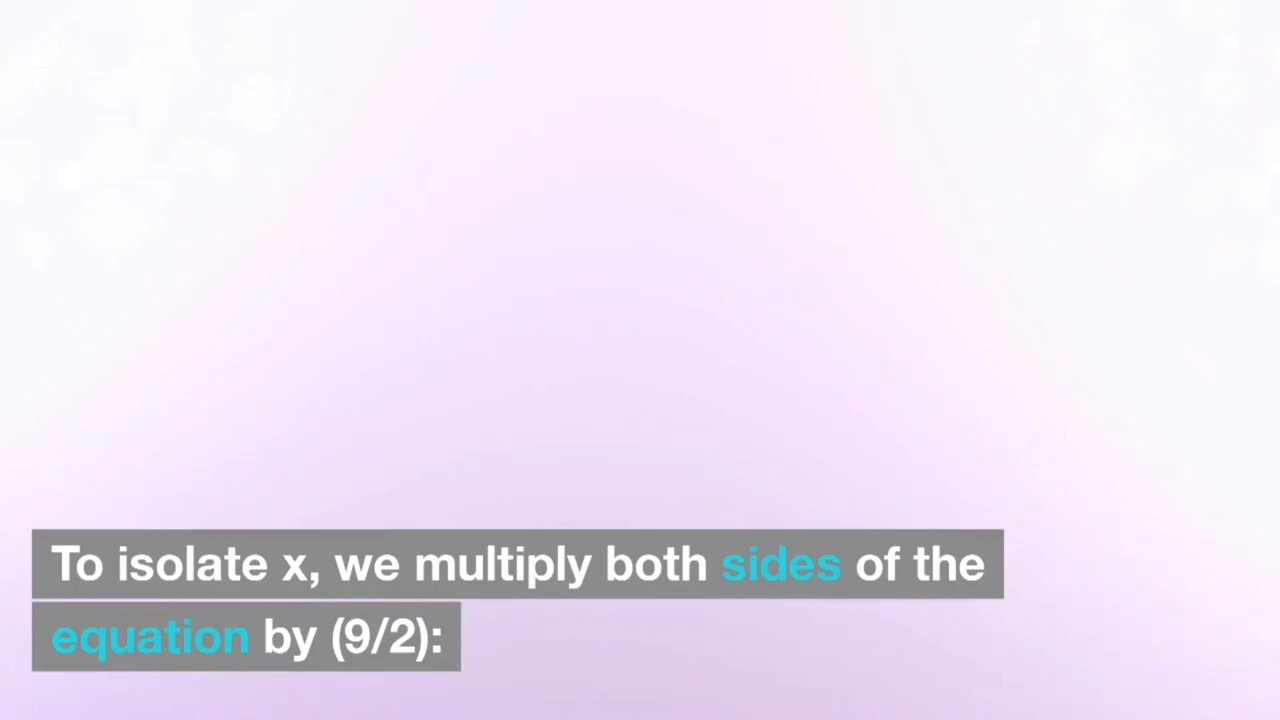 To isolate x, we multiply both sides of the
equation by (9/2):